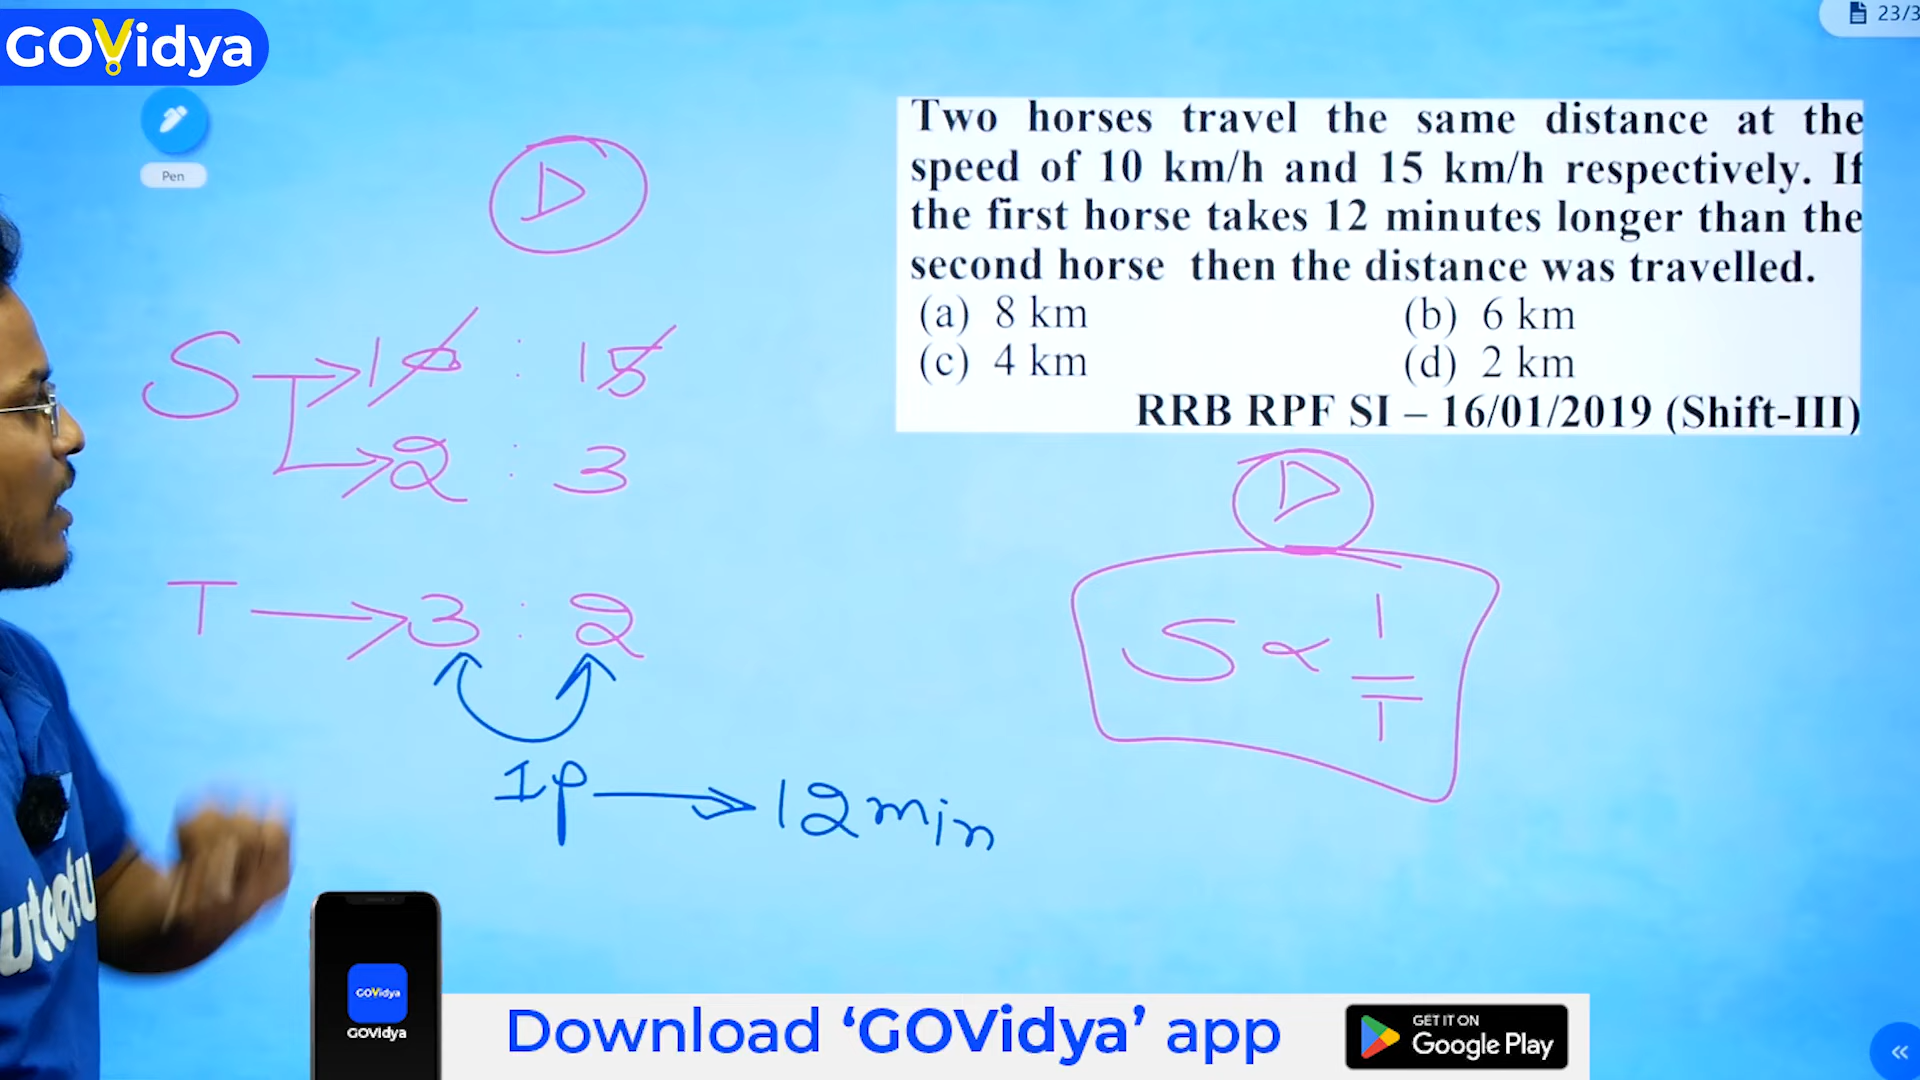 GOVidya
23/3
Pen
Two horses travel the same distance at the
speed of 10 km/h and 15 km/h respectively. If
the first horse takes 12 minutes longer than the
second horse then the distance was travelled.
(a) 8 km (b) 6 km
(c) 4 km (d) 2 km
RRB RPF SI – 16/01/2019 (Shift-III)
D
S → 10 : 15
→ 2 : 3
T → 3 : 2
1p → 12 min
D
S ∝ 1/T
utootu
GOVidya
GOVidya
Download ‘GOVidya’ app
GET IT ON
Google Play
«